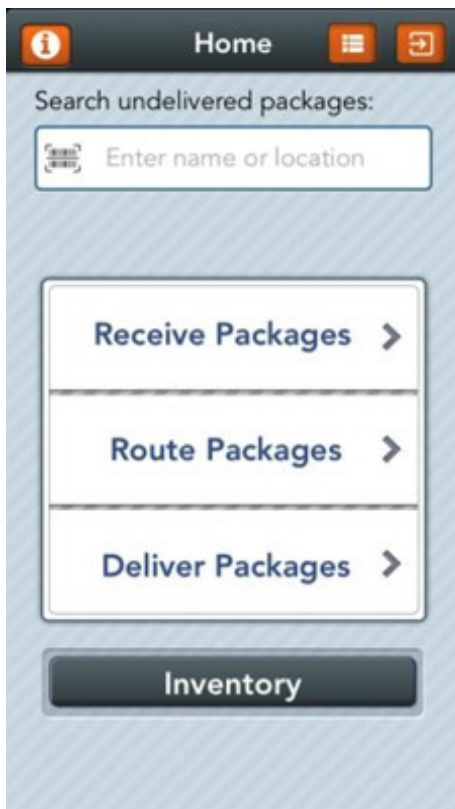 Home
Search undelivered packages:
Enter name or location
Receive Packages
Route Packages
Deliver Packages
Inventory